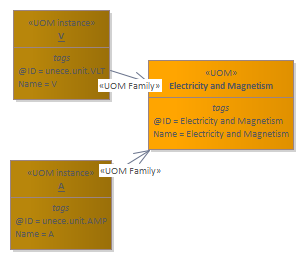 «UOM instance»
V
tags
@ID = unece.unit.VLT
Name = V
«UOM Family»
«UOM»
Electricity and Magnetism
tags
@ID = Electricity and Magnetism
Name = Electricity and Magnetism
«UOM instance»
A
tags
@ID = unece.unit.AMP
Name = A
«UOM Family»